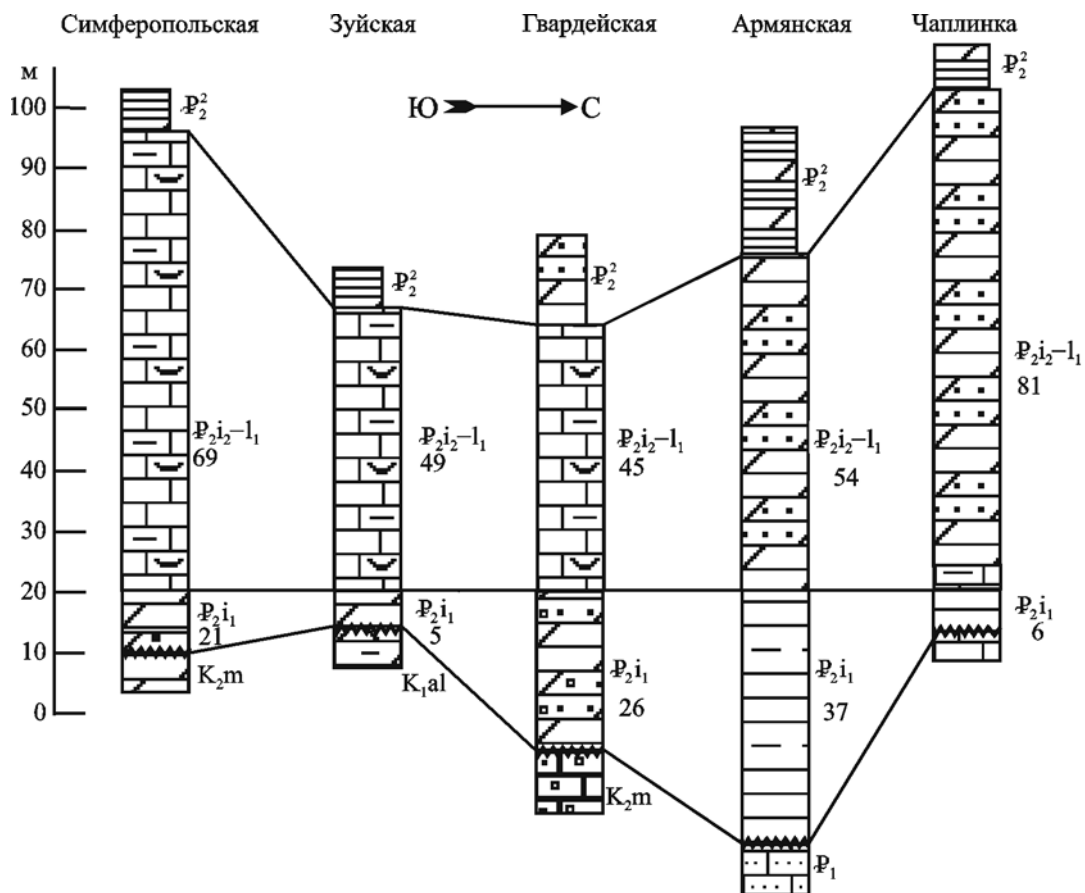 Симферопольская Зуйская Гвардейская Армянская Чаплинка
м
100
90
80
70
60
50
40
30
20
10
0
Ю С
₽₂²
₽₂i₂–l₁
69
₽₂i₁
21
K₂m
₽₂²
₽₂i₂–l₁
49
₽₂i₁
5
K₁al
₽₂²
₽₂i₂–l₁
45
₽₂i₁
26
K₂m
₽₂²
₽₂i₂–l₁
54
₽₂i₁
37
₽₁
₽₂²
₽₂i₂–l₁
81
₽₂i₁
6